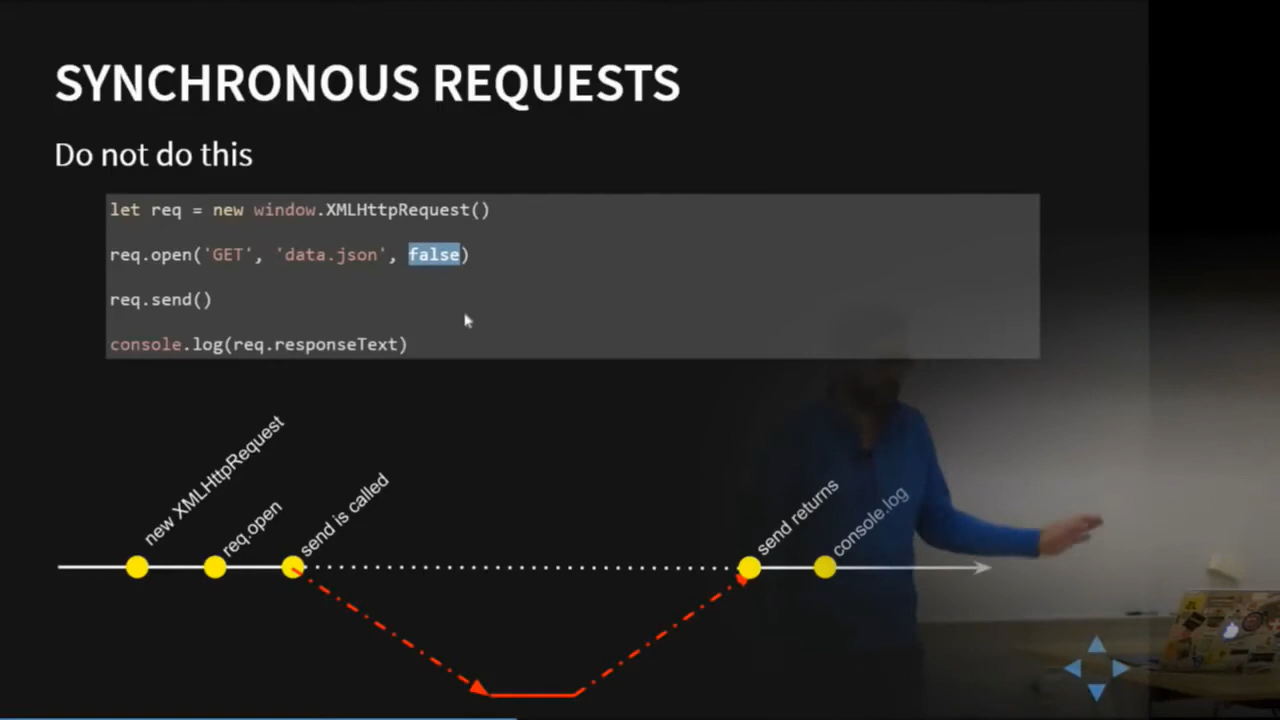 SYNCHRONOUS REQUESTS
Do not do this
let req = new window.XMLHttpRequest()
req.open('GET', 'data.json', false)
req.send()
console.log(req.responseText)
new XMLHttpRequest
req.open
send is called
send returns
console.log